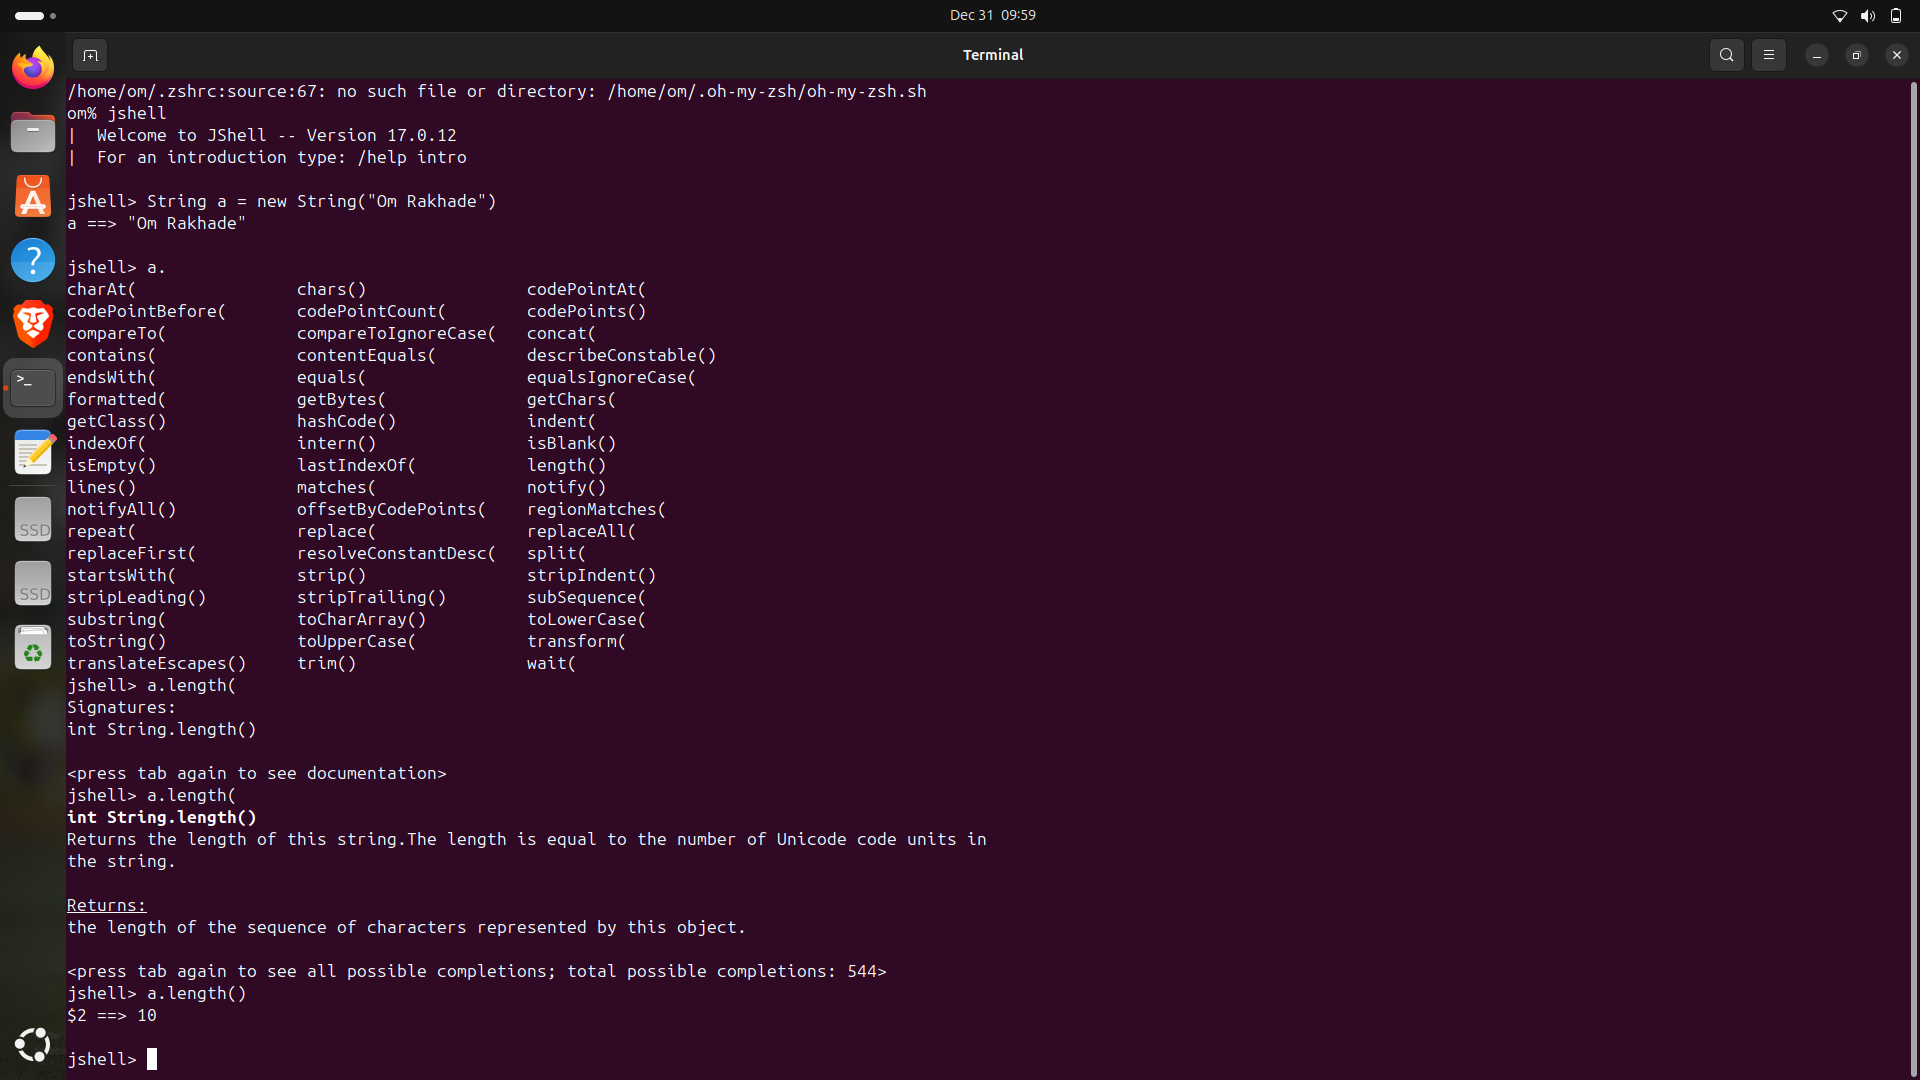 Dec 31 09:59
Terminal
/home/om/.zshrc:source:67: no such file or directory: /home/om/.oh-my-zsh/oh-my-zsh.sh
om% jshell
|  Welcome to JShell -- Version 17.0.12
|  For an introduction type: /help intro
jshell> String a = new String("Om Rakhade")
a ==> "Om Rakhade"
jshell> a.
charAt( chars() codePointAt(
codePointBefore( codePointCount( codePoints()
compareTo( compareToIgnoreCase( concat(
contains( contentEquals( describeConstable()
endsWith( equals( equalsIgnoreCase(
formatted( getBytes( getChars(
getClass() hashCode() indent(
indexOf( intern() isBlank()
isEmpty() lastIndexOf( length()
lines() matches( notify()
notifyAll() offsetByCodePoints( regionMatches(
repeat( replace( replaceAll(
replaceFirst( resolveConstantDesc( split(
startsWith( strip() stripIndent()
stripLeading() stripTrailing() subSequence(
substring( toCharArray() toLowerCase(
toString() toUpperCase( transform(
translateEscapes() trim() wait(
jshell> a.length(
Signatures:
int String.length()
<press tab again to see documentation>
jshell> a.length(
int String.length()
Returns the length of this string.The length is equal to the number of Unicode code units in
the string.
Returns:
the length of the sequence of characters represented by this object.
<press tab again to see all possible completions; total possible completions: 544>
jshell> a.length()
$2 ==> 10
jshell>
>_
SSD
SSD